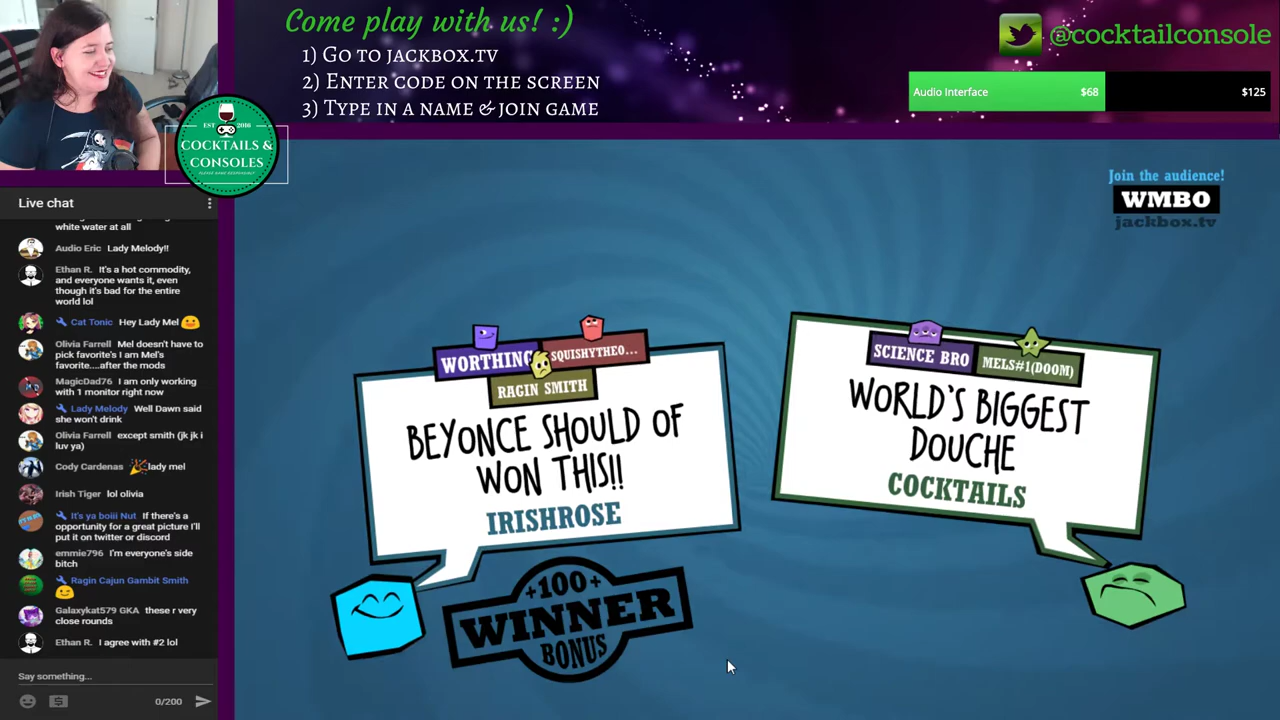 Come play with us! :)
1) Go to jackbox.tv
2) Enter code on the screen
3) Type in a name & join game
@cocktailconsole
Audio Interface $68 $125
EST 2018
COCKTAILS &
CONSOLES
Live chat
white water at all
Audio Eric Lady Melody!!
Ethan R. It's a hot commodity,
and everyone wants it, even
though it's bad for the entire
world lol
Cat Tonic Hey Lady Mel
Olivia Farrell Mel doesn't have to
pick favorite's I am Mel's
favorite....after the mods
MagicDad76 I am only working
with 1 monitor right now
Lady Melody Well Dawn said
she won't drink
Olivia Farrell except smith (jk jk i
luv ya)
Cody Cardenas lady mel
Irish Tiger lol olivia
It's ya boiii Nut If there's a
opportunity for a great picture I'll
put it on twitter or discord
emmie796 I'm everyone's side
bitch
Ragin Cajun Gambit Smith
Galaxykat579 GKA these r very
close rounds
Ethan R. I agree with #2 lol
Say something...
0/200
Join the audience!
WMBO
jackbox.tv
WORTHING
SQUISHYTHEO...
RAGIN SMITH
BEYONCE SHOULD OF
WON THIS!!
IRISHROSE
+100+
WINNER
BONUS
SCIENCE BRO
MELS#1(DOOM)
WORLD'S BIGGEST
DOUCHE
COCKTAILS